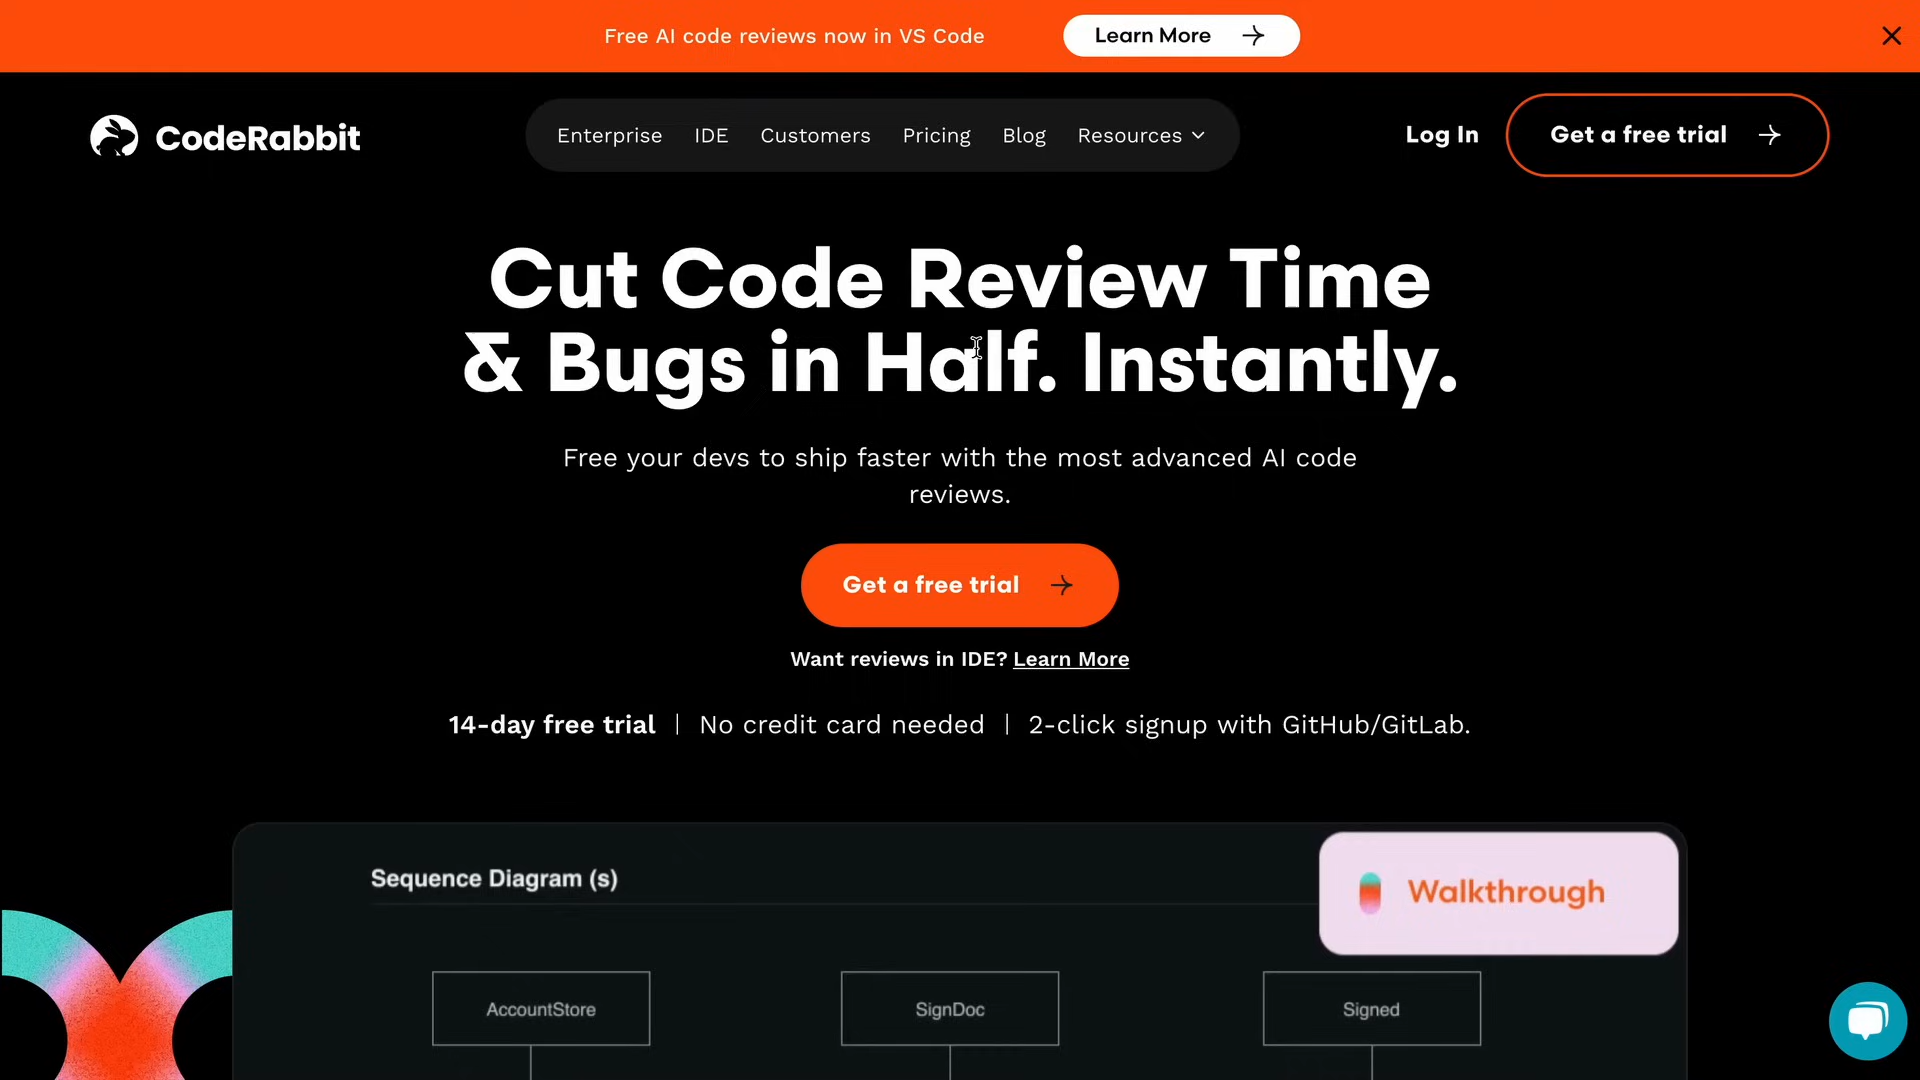 Free AI code reviews now in VS Code
Learn More
CodeRabbit
Enterprise
IDE
Customers
Pricing
Blog
Resources
Log In
Get a free trial
Cut Code Review Time
& Bugs in Half. Instantly.
Free your devs to ship faster with the most advanced AI code
reviews.
Get a free trial
Want reviews in IDE? Learn More
14-day free trial | No credit card needed | 2-click signup with GitHub/GitLab.
Sequence Diagram (s)
Walkthrough
AccountStore
SignDoc
Signed